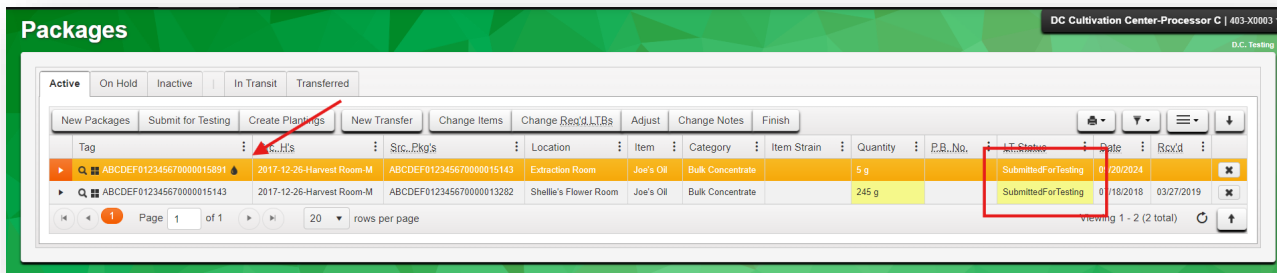 Packages
DC Cultivation Center-Processor C | 403-X0003
D.C. Testing
Active On Hold Inactive | In Transit Transferred
New Packages Submit for Testing Create Plantings New Transfer Change Items Change Req'd LTBs Adjust Change Notes Finish
Tag Src. H's Src. Pkg's Location Item Category Item Strain Quantity P.B. No. LT Status Date Rcv'd
ABCDEF012345670000015891 2017-12-26-Harvest Room-M ABCDEF012345670000015143 Extraction Room Joe's Oil Bulk Concentrate 5 g SubmittedForTesting 09/20/2024
ABCDEF012345670000015143 2017-12-26-Harvest Room-M ABCDEF012345670000013282 Shellie's Flower Room Joe's Oil Bulk Concentrate 245 g SubmittedForTesting 07/18/2018 03/27/2019
1 Page 1 of 1 20 rows per page Viewing 1 - 2 (2 total)